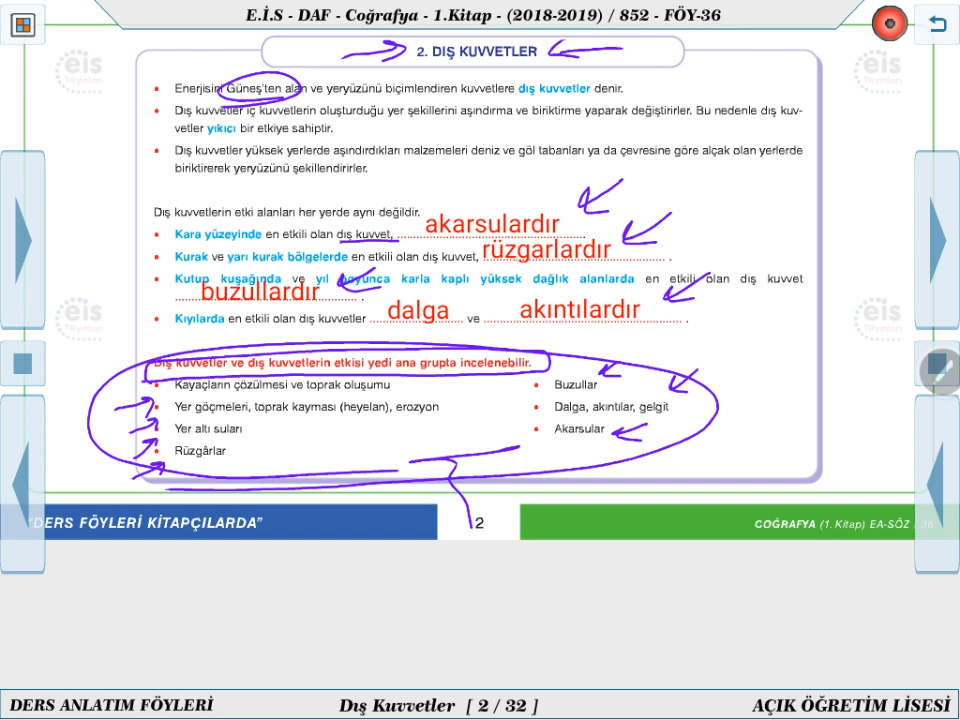 E.İ.S - DAF - Coğrafya - 1.Kitap - (2018-2019) / 852 - FÖY-36
2. DIŞ KUVVETLER
eis
Yayınları
eis
Yayınları
• Enerjisini Güneş'ten alan ve yeryüzünü biçimlendiren kuvvetlere dış kuvvetler denir.
• Dış kuvvetler iç kuvvetlerin oluşturduğu yer şekillerini aşındırma ve biriktirme yaparak değiştirirler. Bu nedenle dış kuv-
vetler yıkıcı bir etkiye sahiptir.
• Dış kuvvetler yüksek yerlerde aşındırdıkları malzemeleri deniz ve göl tabanları ya da çevresine göre alçak olan yerlerde
biriktirerek yeryüzünü şekillendirirler.
Dış kuvvetlerin etki alanları her yerde aynı değildir.
• Kara yüzeyinde en etkili olan dış kuvvet, akarsulardır.
• Kurak ve yarı kurak bölgelerde en etkili olan dış kuvvet, rüzgarlardır.
• Kutup kuşağında ve yıl boyunca karla kaplı yüksek dağlık alanlarda en etkili olan dış kuvvet
buzullardır.
eis
Yayınları
eis
Yayınları
• Kıyılarda en etkili olan dış kuvvetler dalga ve akıntılardır.
Dış kuvvetler ve dış kuvvetlerin etkisi yedi ana grupta incelenebilir.
• Kayaçların çözülmesi ve toprak oluşumu
• Yer göçmeleri, toprak kayması (heyelan), erozyon
• Yer altı suları
• Rüzgârlar
• Buzullar
• Dalga, akıntılar, gelgit
• Akarsular
"DERS FÖYLERİ KİTAPÇILARDA"
2
COĞRAFYA (1. Kitap) EA-SÖZ / 36
DERS ANLATIM FÖYLERİ
Dış Kuvvetler [ 2 / 32 ]
AÇIK ÖĞRETİM LİSESİ